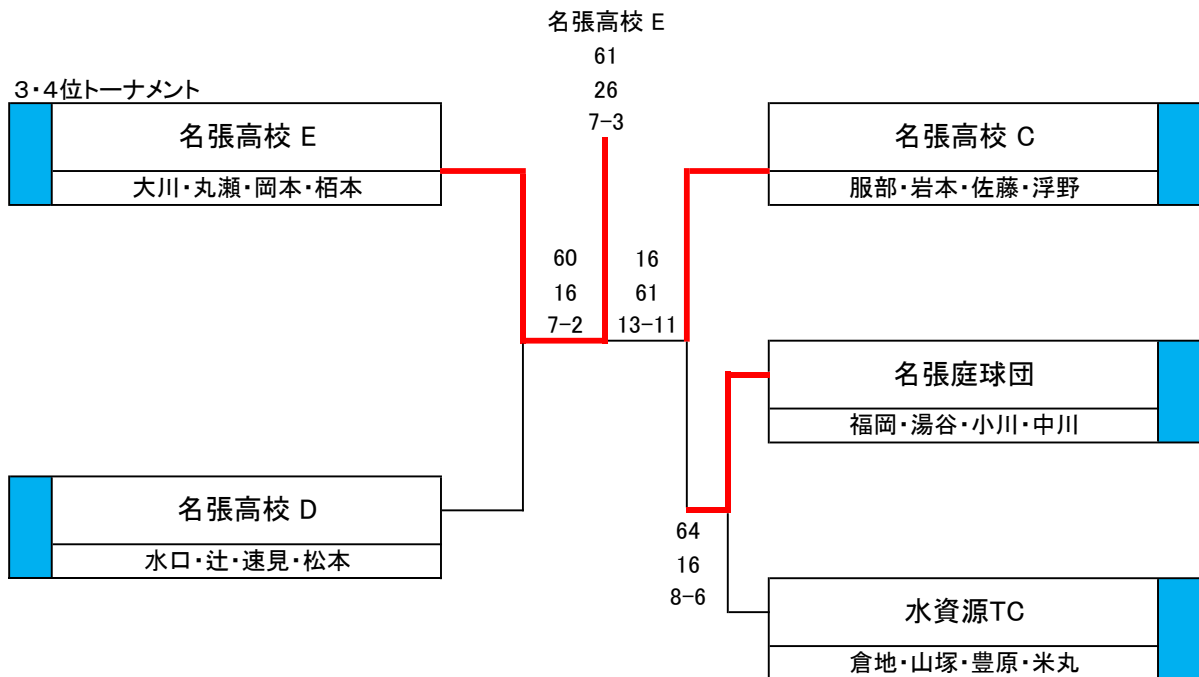 名張高校 E
61
26
7-3
3・4位トーナメント
名張高校 E
大川・丸瀬・岡本・栢本
名張高校 C
服部・岩本・佐藤・浮野
60
16
7-2
16
61
13-11
名張庭球団
福岡・湯谷・小川・中川
名張高校 D
水口・辻・速見・松本
64
16
8-6
水資源TC
倉地・山塚・豊原・米丸